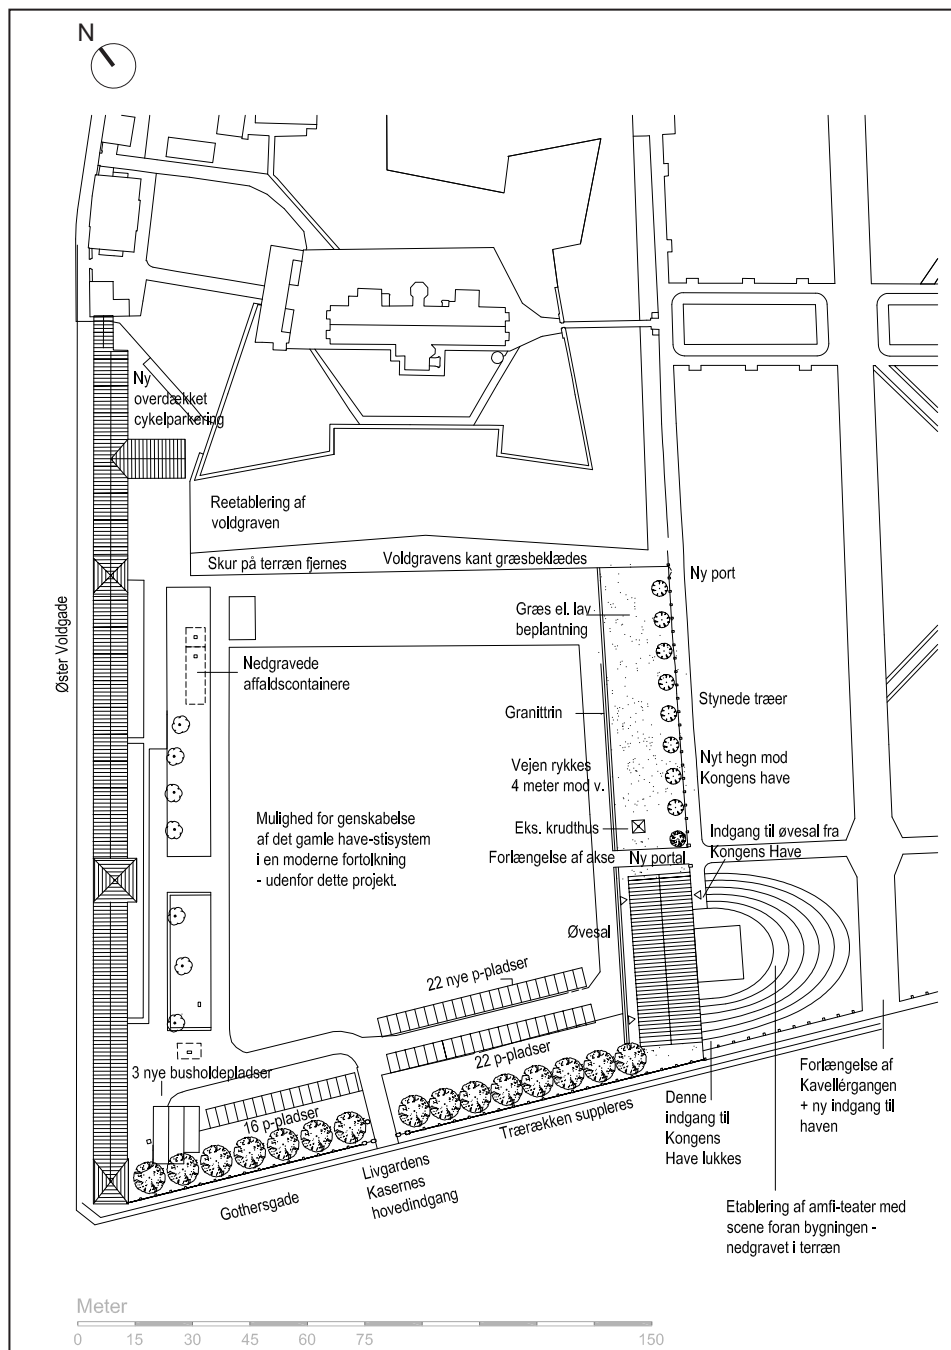 N
Ny
overdækket
cykelparkering
Reetablering af
voldgraven
Skur på terræn fjernes
Voldgravens kant græsbeklædes
Ny port
Græs el. lav
beplantning
Øster Voldgade
Nedgravede
affaldscontainere
Stynede træer
Granittrin
Nyt hegn mod
Kongens have
Vejen rykkes
4 meter mod v.
Mulighed for genskabelse
af det gamle have-stisystem
i en moderne fortolkning
- udenfor dette projekt.
Eks. krudthus
Indgang til øvesal fra
Kongens Have
Forlængelse af akse
Ny portal
Øvesal
22 nye p-pladser
22 p-pladser
3 nye busholdepladser
16 p-pladser
Trærækken suppleres
Forlængelse af
Kavellérgangen
+ ny indgang til
haven
Denne
indgang til
Kongens
Have lukkes
Livgardens
Kasernes
hovedindgang
Gothersgade
Etablering af amfi-teater med
scene foran bygningen -
nedgravet i terræn
Meter
0 15 30 45 60 75 150